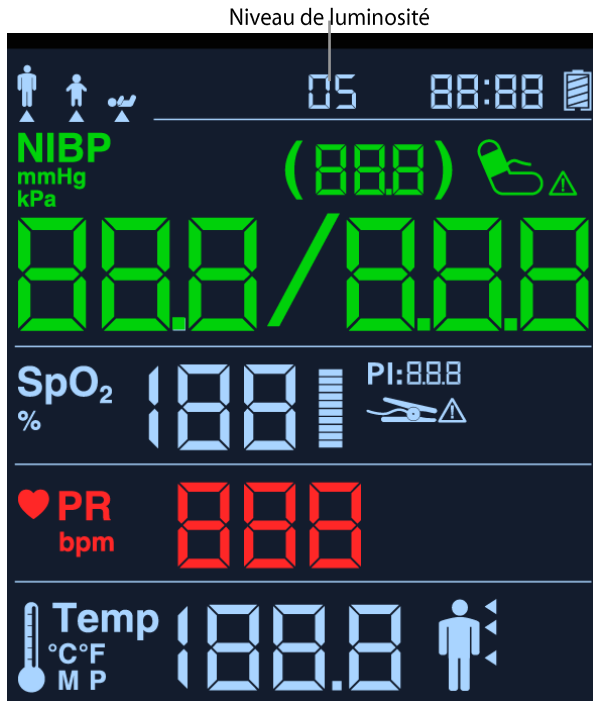 Niveau de luminosité
05 88:88
NIBP
mmHg
kPa
(888.8)
88.8/8.8.8
SpO₂
%
188
PI:8.8.8
PR
bpm
888
Temp
°C°F
M P
188.8